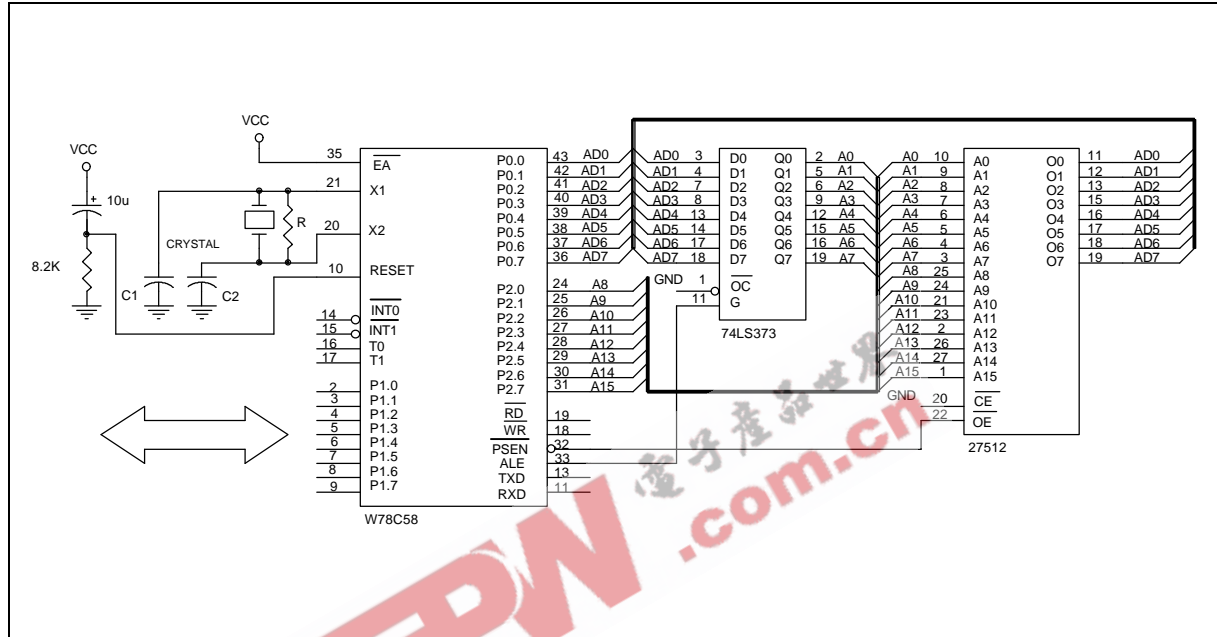 VCC
VCC
10u
8.2K
C1
C2
CRYSTAL
R
35 EA
21 X1
20 X2
10 RESET
14 INT0
15 INT1
16 T0
17 T1
2 P1.0
3 P1.1
4 P1.2
5 P1.3
6 P1.4
7 P1.5
8 P1.6
9 P1.7
P0.0 43 AD0
P0.1 42 AD1
P0.2 41 AD2
P0.3 40 AD3
P0.4 39 AD4
P0.5 38 AD5
P0.6 37 AD6
P0.7 36 AD7
P2.0 24 A8
P2.1 25 A9
P2.2 26 A10
P2.3 27 A11
P2.4 28 A12
P2.5 29 A13
P2.6 30 A14
P2.7 31 A15
RD 19
WR 18
PSEN 32
ALE 33
TXD 13
RXD 11
W78C58
AD0 3 D0 Q0 2 A0
AD1 4 D1 Q1 5 A1
AD2 7 D2 Q2 6 A2
AD3 8 D3 Q3 9 A3
AD4 13 D4 Q4 12 A4
AD5 14 D5 Q5 15 A5
AD6 17 D6 Q6 16 A6
AD7 18 D7 Q7 19 A7
GND 1 OC
11 G
74LS373
A0 10 A0 O0 11 AD0
A1 9 A1 O1 12 AD1
A2 8 A2 O2 13 AD2
A3 7 A3 O3 15 AD3
A4 6 A4 O4 16 AD4
A5 5 A5 O5 17 AD5
A6 4 A6 O6 18 AD6
A7 3 A7 O7 19 AD7
A8 25 A8
A9 24 A9
A10 21 A10
A11 23 A11
A12 2 A12
A13 26 A13
A14 27 A14
A15 1 A15
GND 20 CE
22 OE
27512
電子產品世界
.com.cn